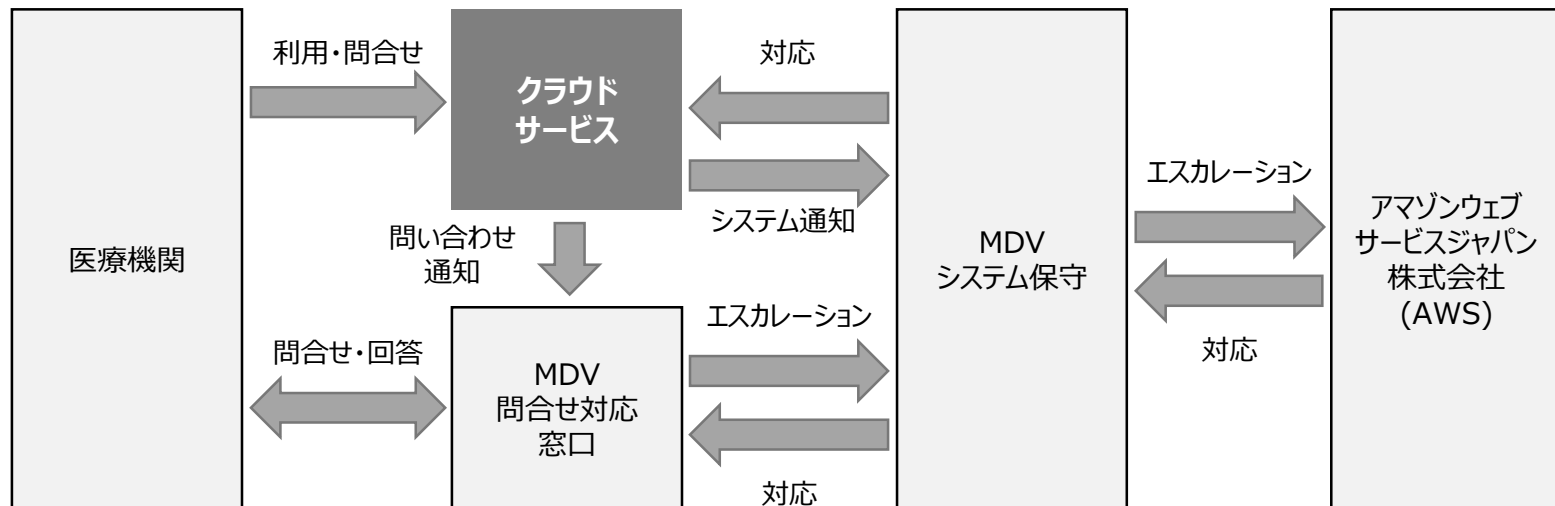 利用・問合せ
クラウド
サービス
対応
システム通知
エスカレーション
医療機関
問い合わせ
通知
MDV
システム保守
アマゾンウェブ
サービスジャパン
株式会社
(AWS)
問合せ・回答
MDV
問合せ対応
窓口
エスカレーション
対応
対応